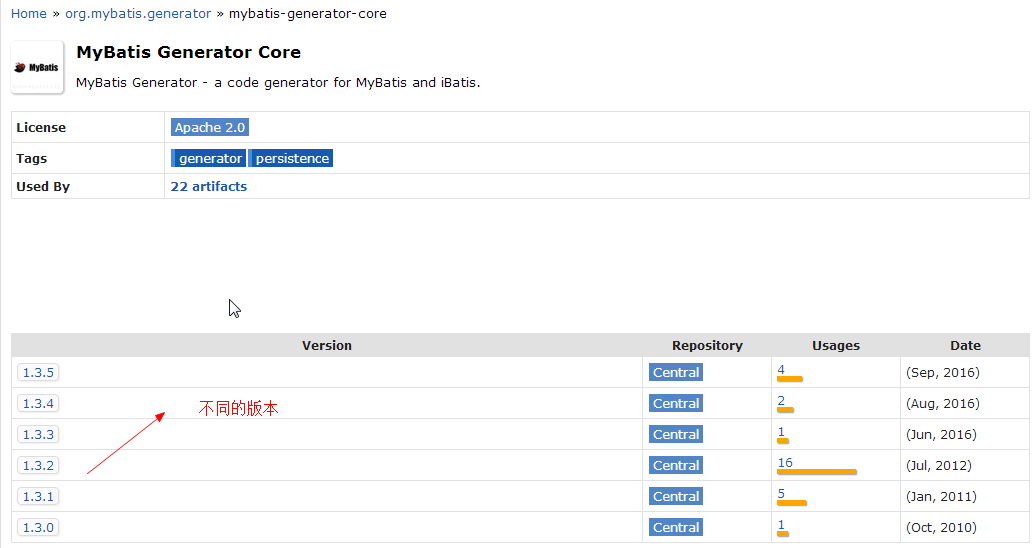 Home » org.mybatis.generator » mybatis-generator-core
MyBatis
MyBatis Generator Core
MyBatis Generator - a code generator for MyBatis and iBatis.
License Apache 2.0
Tags generator persistence
Used By 22 artifacts
Version Repository Usages Date
1.3.5 Central 4 (Sep, 2016)
1.3.4 不同的版本 Central 2 (Aug, 2016)
1.3.3 Central 1 (Jun, 2016)
1.3.2 Central 16 (Jul, 2012)
1.3.1 Central 5 (Jan, 2011)
1.3.0 Central 1 (Oct, 2010)